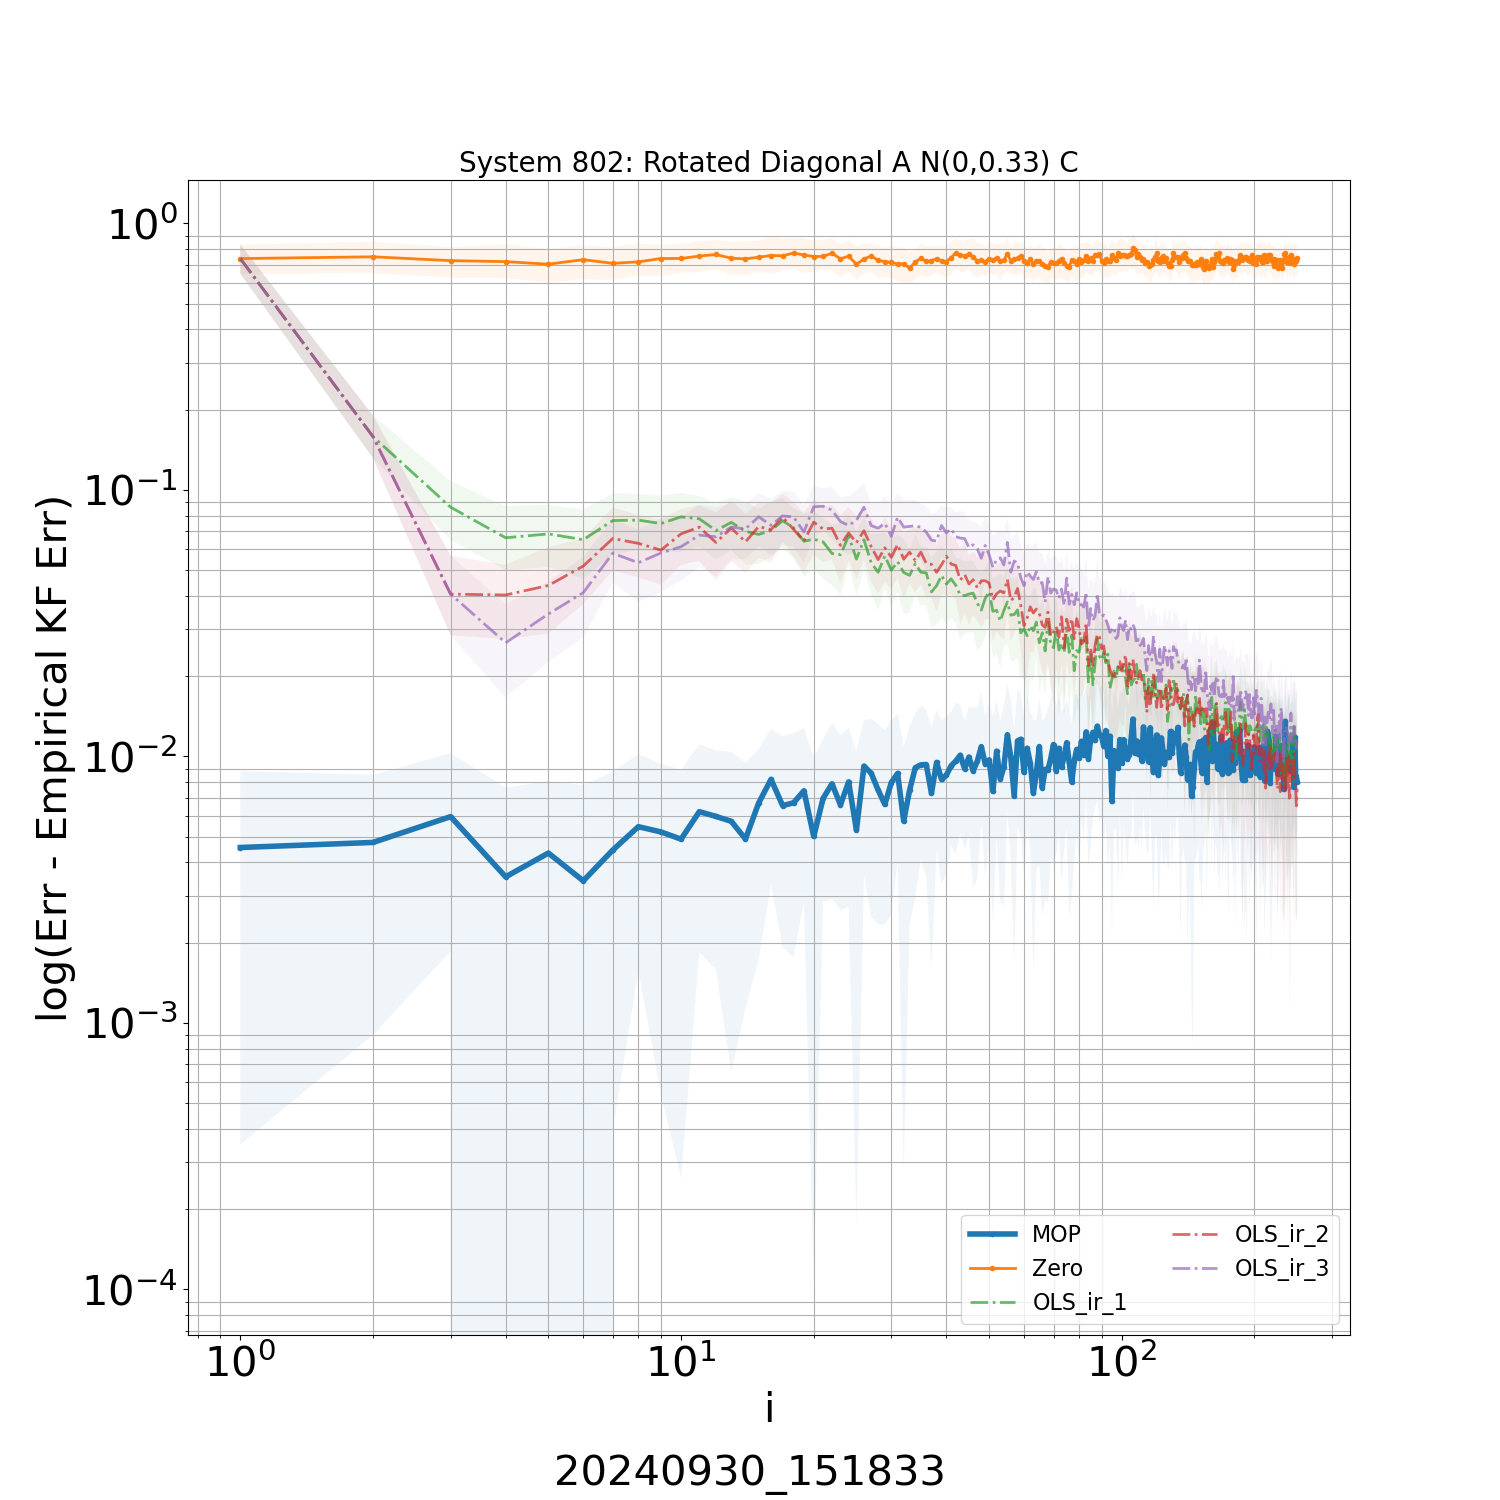 System 802: Rotated Diagonal A N(0,0.33) C
log(Err - Empirical KF Err)
10⁰
10⁻¹
10⁻²
10⁻³
10⁻⁴
MOP
Zero
OLS_ir_1
OLS_ir_2
OLS_ir_3
10⁰ 10¹ 10²
i
20240930_151833